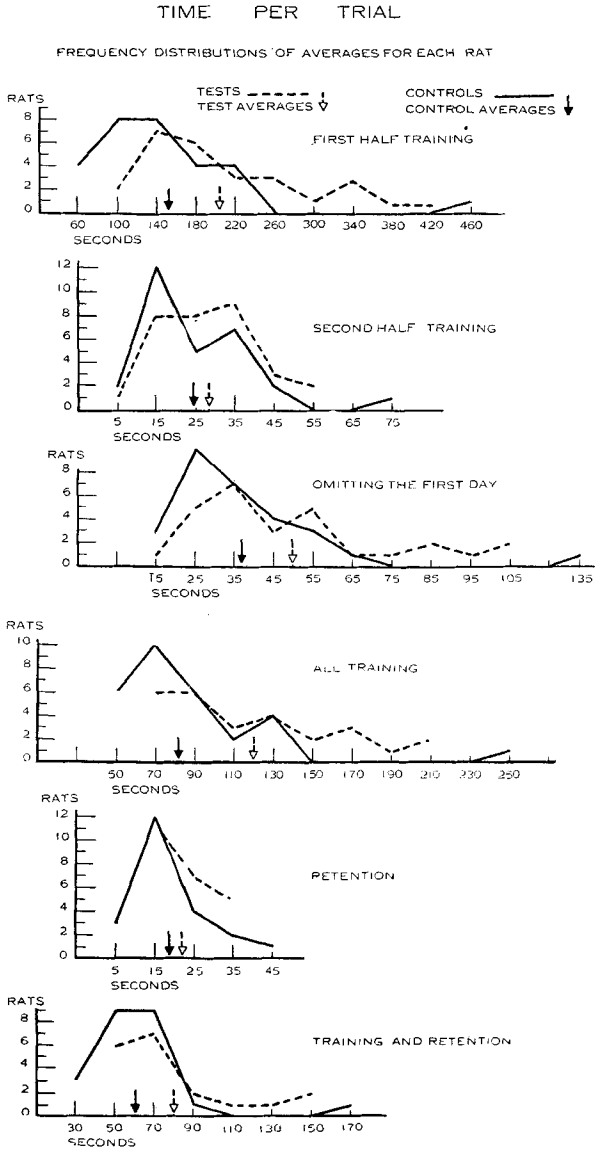 TIME PER TRIAL
FREQUENCY DISTRIBUTIONS OF AVERAGES FOR EACH RAT
TESTS
TEST AVERAGES
CONTROLS
CONTROL AVERAGES
RATS
8
6
4
2
0
FIRST HALF TRAINING
60 100 140 180 220 260 300 340 380 420 460
SECONDS
12
10
8
6
4
2
0
SECOND HALF TRAINING
5 15 25 35 45 55 65 75
SECONDS
RATS
8
6
4
2
0
OMITTING THE FIRST DAY
15 25 35 45 55 65 75 85 95 105 135
SECONDS
RATS
10
8
6
4
2
0
ALL TRAINING
50 70 90 110 130 150 170 190 210 230 250
SECONDS
RATS
12
10
8
6
4
2
0
RETENTION
5 15 25 35 45
SECONDS
RATS
8
6
4
2
0
TRAINING AND RETENTION
30 50 70 90 110 130 150 170
SECONDS